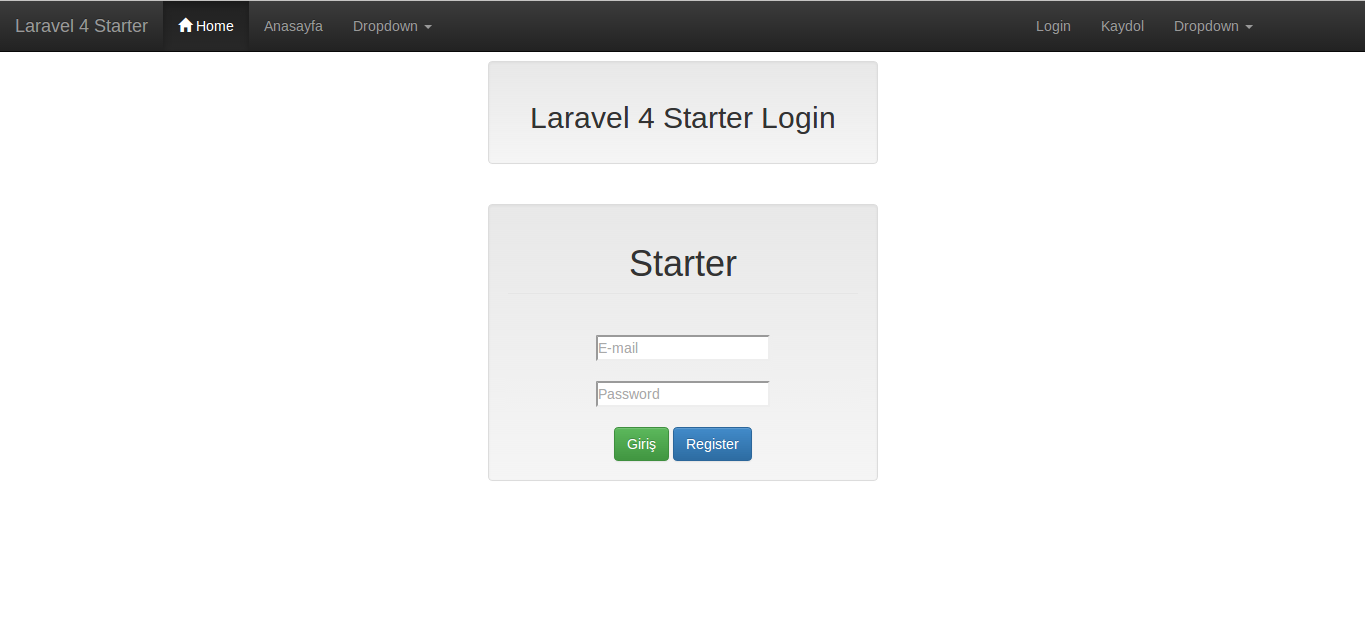 Laravel 4 Starter Home Anasayfa Dropdown Login Kaydol Dropdown
Laravel 4 Starter Login
Starter
E-mail
Password
Giriş Register